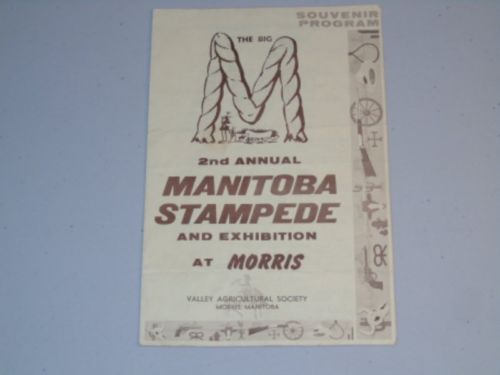 SOUVENIR
PROGRAM
THE BIG
M
2nd ANNUAL
MANITOBA
STAMPEDE
AND EXHIBITION
AT MORRIS
VALLEY AGRICULTURAL SOCIETY
MORRIS, MANITOBA